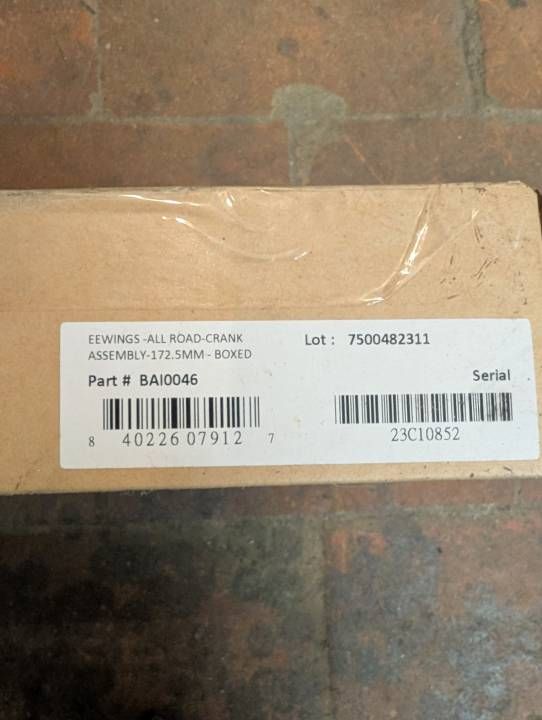 EEWINGS -ALL ROAD-CRANK
ASSEMBLY-172.5MM - BOXED
Lot : 7500482311
Part # BAI0046
Serial
8 40226 07912 7
23C10852